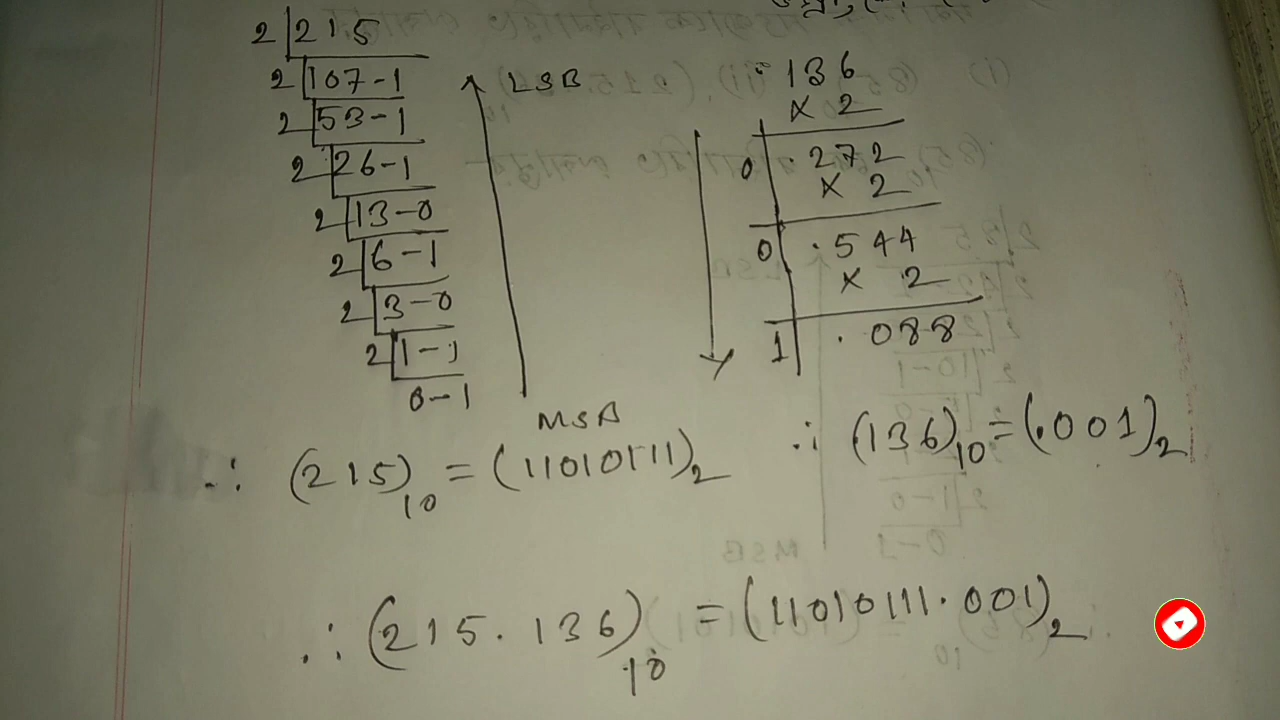 2 | 215
2 | 107 - 1
2 | 53 - 1
2 | 26 - 1
2 | 13 - 0
2 | 6 - 1
2 | 3 - 0
2 | 1 - 1
0 - 1
LSB
MSB
∴ (215)₁₀ = (11010111)₂
.136
× 2
0 | .272
× 2
0 | .544
× 2
1 | .088
∴ (136)₁₀ = (.001)₂
∴ (215.136)₁₀ = (11010111.001)₂